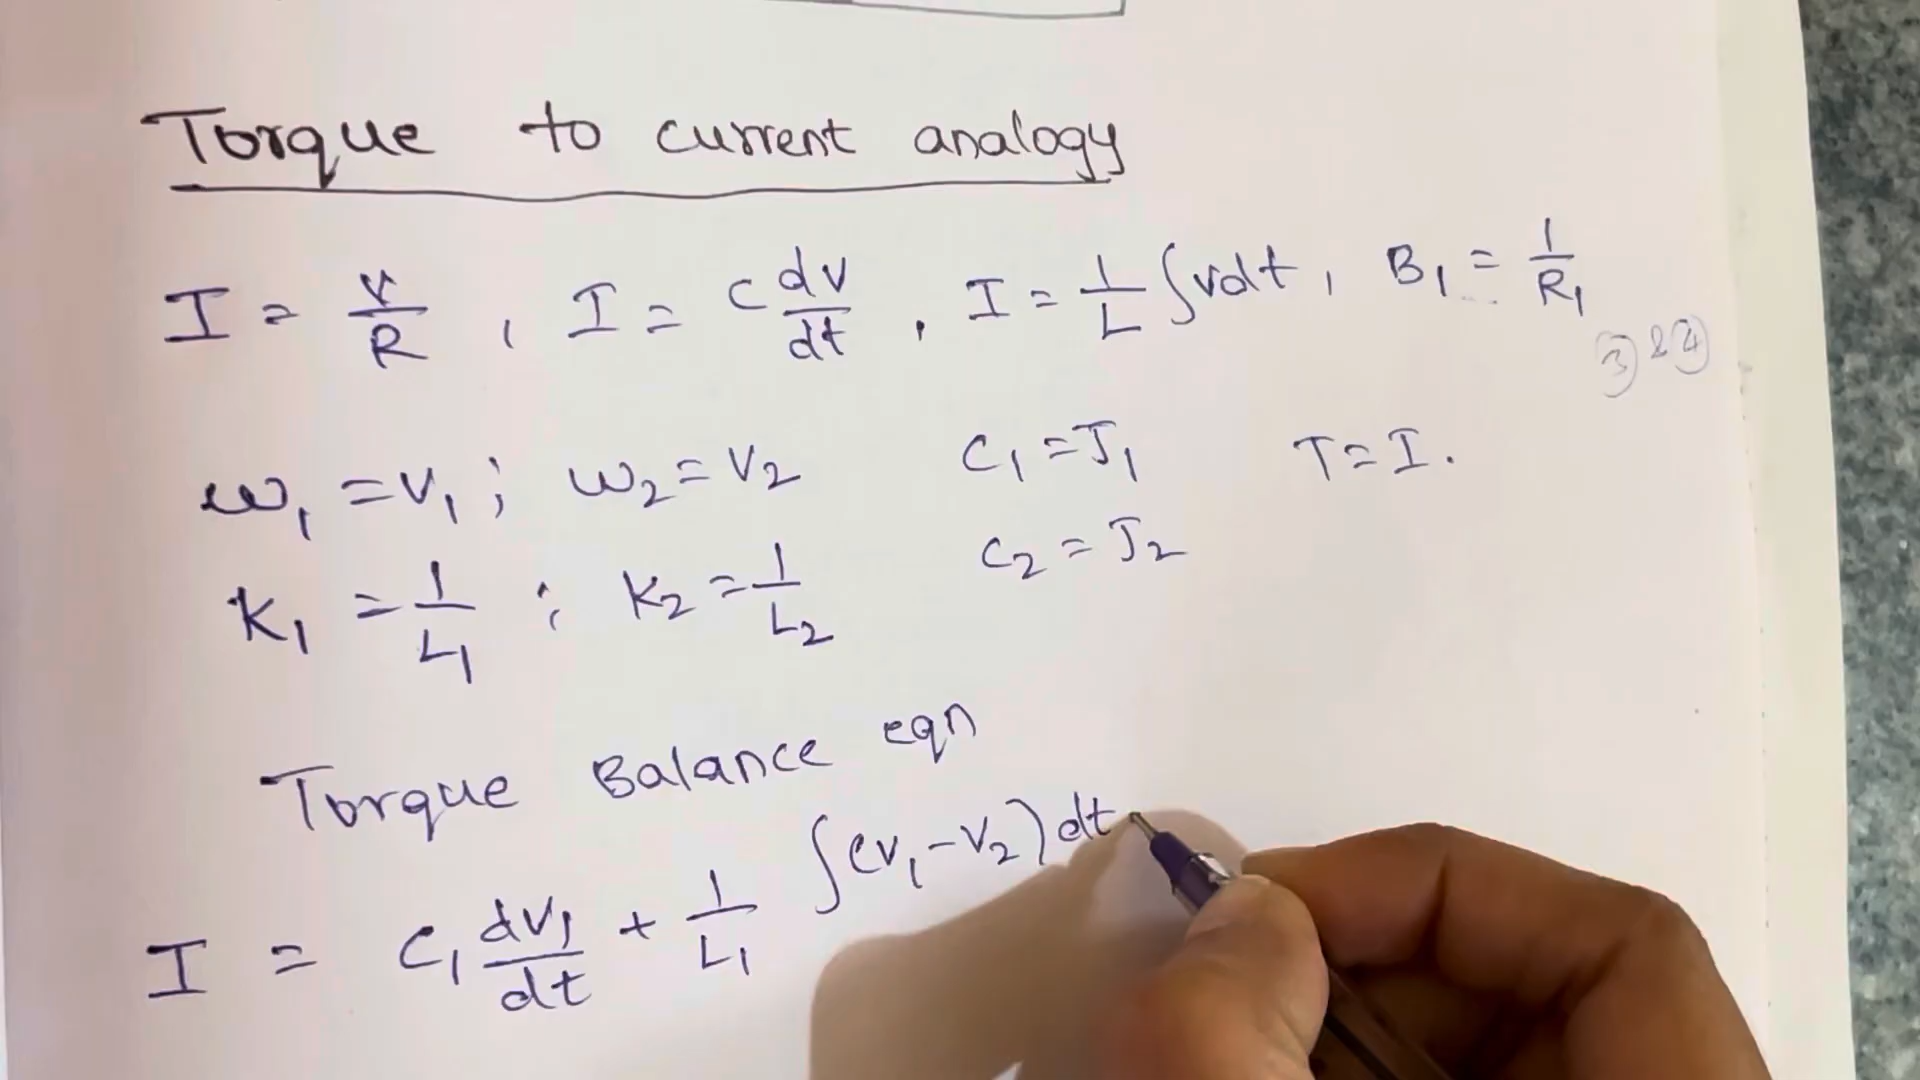 Torque to current analogy
I = V/R , I = C dv/dt , I = 1/L ∫vdt , B₁ = 1/R₁
③ & ④
ω₁ = V₁ ; ω₂ = V₂ C₁ = J₁ T = I.
K₁ = 1/L₁ ; K₂ = 1/L₂ C₂ = J₂
Torque Balance eqn
I = C₁ dV₁/dt + 1/L₁ ∫(V₁-V₂) dt